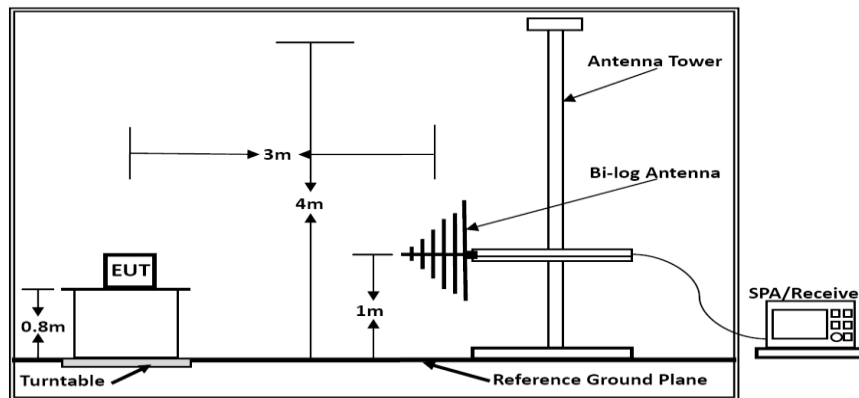 Antenna Tower
3m
Bi-log Antenna
4m
EUT
1m
0.8m
SPA/Receive
Turntable
Reference Ground Plane